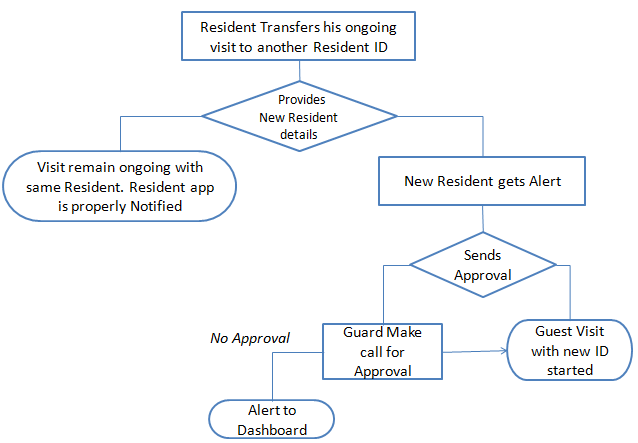 Resident Transfers his ongoing
visit to another Resident ID
Provides
New Resident
details
Visit remain ongoing with
same Resident. Resident app
is properly Notified
New Resident gets Alert
Sends
Approval
No Approval
Guard Make
call for
Approval
Guest Visit
with new ID
started
Alert to
Dashboard